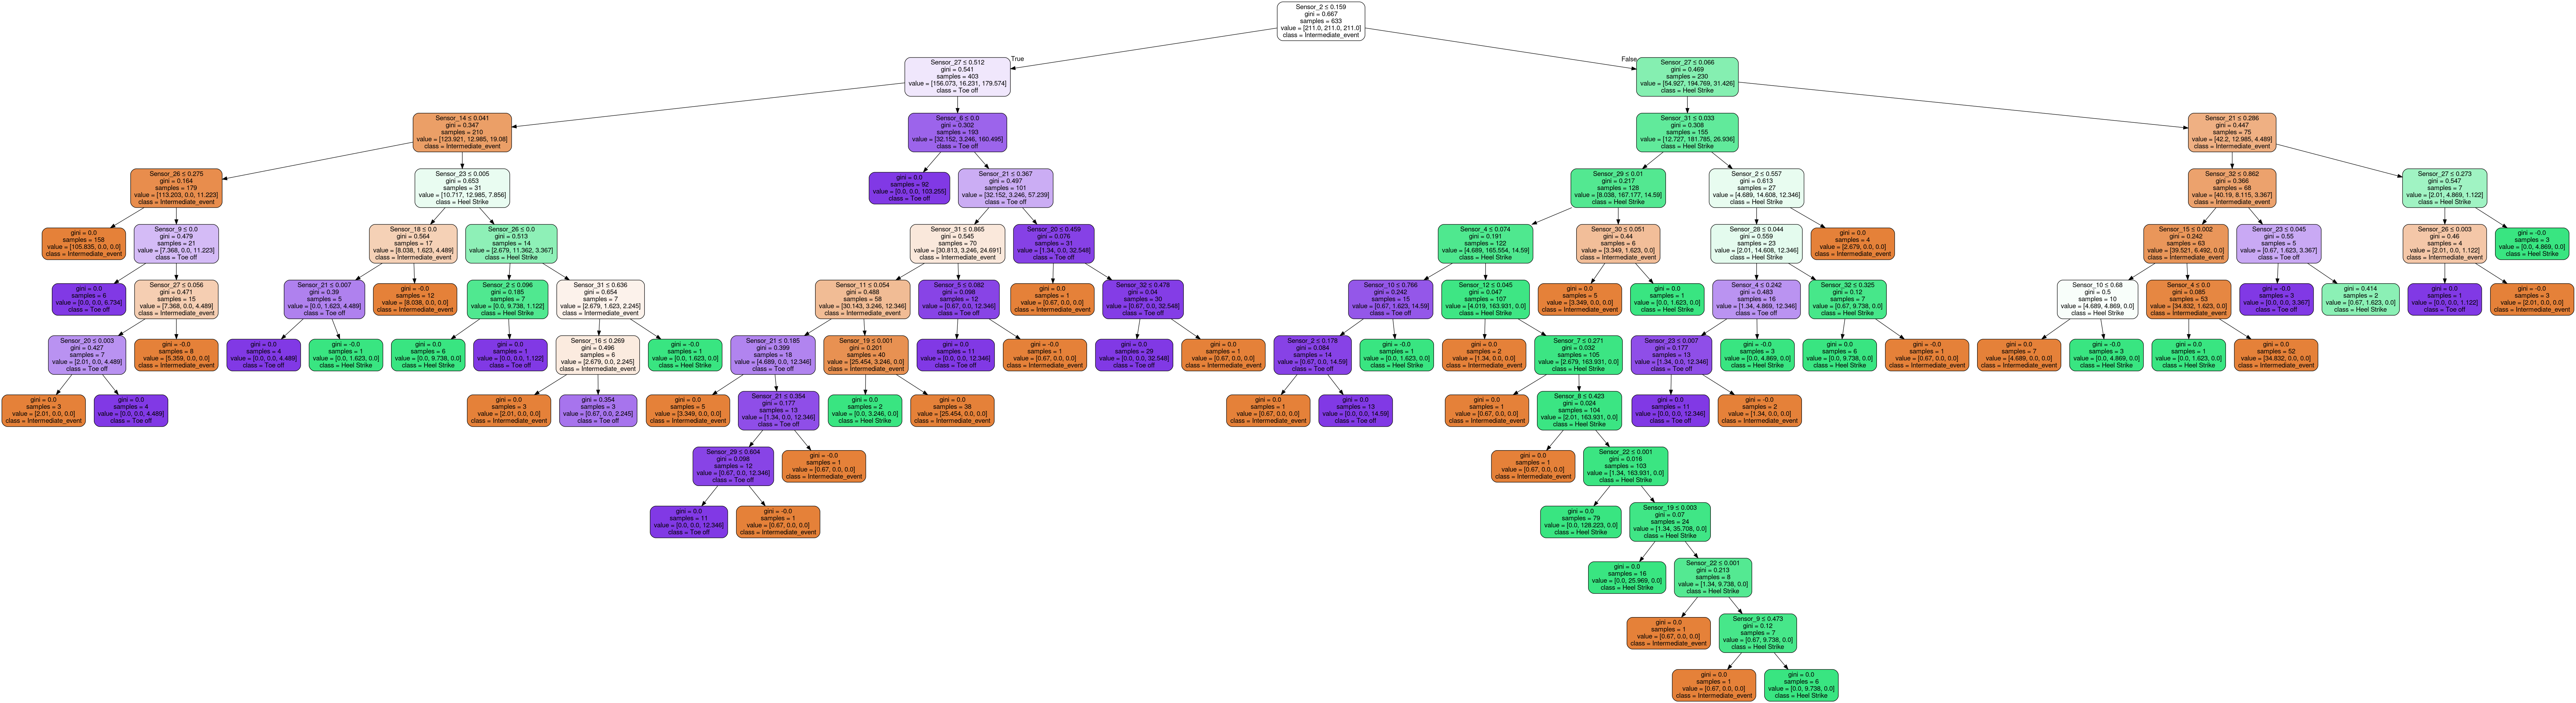 Sensor_2 ≤ 0.159
gini = 0.667
samples = 633
value = [211.0, 211.0, 211.0]
class = Intermediate_event
True
False
Sensor_27 ≤ 0.512
gini = 0.541
samples = 403
value = [156.073, 16.231, 179.574]
class = Toe off
Sensor_27 ≤ 0.066
gini = 0.469
samples = 230
value = [54.927, 194.769, 31.426]
class = Heel Strike
Sensor_14 ≤ 0.041
gini = 0.347
samples = 210
value = [123.921, 12.985, 19.08]
class = Intermediate_event
Sensor_6 ≤ 0.0
gini = 0.302
samples = 193
value = [32.152, 3.246, 160.495]
class = Toe off
Sensor_31 ≤ 0.033
gini = 0.308
samples = 155
value = [12.727, 181.785, 26.936]
class = Heel Strike
Sensor_21 ≤ 0.286
gini = 0.447
samples = 75
value = [42.2, 12.985, 4.489]
class = Intermediate_event
Sensor_26 ≤ 0.275
gini = 0.164
samples = 179
value = [113.203, 0.0, 11.223]
class = Intermediate_event
Sensor_23 ≤ 0.005
gini = 0.653
samples = 31
value = [10.717, 12.985, 7.856]
class = Heel Strike
gini = 0.0
samples = 92
value = [0.0, 0.0, 103.255]
class = Toe off
Sensor_21 ≤ 0.367
gini = 0.497
samples = 101
value = [32.152, 3.246, 57.239]
class = Toe off
Sensor_29 ≤ 0.01
gini = 0.217
samples = 128
value = [8.038, 167.177, 14.59]
class = Heel Strike
Sensor_2 ≤ 0.557
gini = 0.613
samples = 27
value = [4.689, 14.608, 12.346]
class = Heel Strike
Sensor_32 ≤ 0.862
gini = 0.366
samples = 68
value = [40.19, 8.115, 3.367]
class = Intermediate_event
Sensor_27 ≤ 0.273
gini = 0.547
samples = 7
value = [2.01, 4.869, 1.122]
class = Heel Strike
gini = 0.0
samples = 158
value = [105.835, 0.0, 0.0]
class = Intermediate_event
Sensor_9 ≤ 0.0
gini = 0.479
samples = 21
value = [7.368, 0.0, 11.223]
class = Toe off
Sensor_18 ≤ 0.0
gini = 0.564
samples = 17
value = [8.038, 1.623, 4.489]
class = Intermediate_event
Sensor_26 ≤ 0.0
gini = 0.513
samples = 14
value = [2.679, 11.362, 3.367]
class = Heel Strike
Sensor_31 ≤ 0.865
gini = 0.545
samples = 70
value = [30.813, 3.246, 24.691]
class = Intermediate_event
Sensor_20 ≤ 0.459
gini = 0.076
samples = 31
value = [1.34, 0.0, 32.548]
class = Toe off
Sensor_4 ≤ 0.074
gini = 0.191
samples = 122
value = [4.689, 165.554, 14.59]
class = Heel Strike
Sensor_30 ≤ 0.051
gini = 0.44
samples = 6
value = [3.349, 1.623, 0.0]
class = Intermediate_event
Sensor_28 ≤ 0.044
gini = 0.559
samples = 23
value = [2.01, 14.608, 12.346]
class = Heel Strike
gini = 0.0
samples = 4
value = [2.679, 0.0, 0.0]
class = Intermediate_event
Sensor_15 ≤ 0.002
gini = 0.242
samples = 63
value = [39.521, 6.492, 0.0]
class = Intermediate_event
Sensor_23 ≤ 0.045
gini = 0.55
samples = 5
value = [0.67, 1.623, 3.367]
class = Toe off
Sensor_26 ≤ 0.003
gini = 0.46
samples = 4
value = [2.01, 0.0, 1.122]
class = Intermediate_event
gini = -0.0
samples = 3
value = [0.0, 4.869, 0.0]
class = Heel Strike
gini = 0.0
samples = 6
value = [0.0, 0.0, 6.734]
class = Toe off
Sensor_27 ≤ 0.056
gini = 0.471
samples = 15
value = [7.368, 0.0, 4.489]
class = Intermediate_event
Sensor_21 ≤ 0.007
gini = 0.39
samples = 5
value = [0.0, 1.623, 4.489]
class = Toe off
gini = -0.0
samples = 12
value = [8.038, 0.0, 0.0]
class = Intermediate_event
Sensor_2 ≤ 0.096
gini = 0.185
samples = 7
value = [0.0, 9.738, 1.122]
class = Heel Strike
Sensor_31 ≤ 0.636
gini = 0.654
samples = 7
value = [2.679, 1.623, 2.245]
class = Intermediate_event
Sensor_11 ≤ 0.054
gini = 0.488
samples = 58
value = [30.143, 3.246, 12.346]
class = Intermediate_event
Sensor_5 ≤ 0.082
gini = 0.098
samples = 12
value = [0.67, 0.0, 12.346]
class = Toe off
gini = 0.0
samples = 1
value = [0.67, 0.0, 0.0]
class = Intermediate_event
Sensor_32 ≤ 0.478
gini = 0.04
samples = 30
value = [0.67, 0.0, 32.548]
class = Toe off
Sensor_10 ≤ 0.766
gini = 0.242
samples = 15
value = [0.67, 1.623, 14.59]
class = Toe off
Sensor_12 ≤ 0.045
gini = 0.047
samples = 107
value = [4.019, 163.931, 0.0]
class = Heel Strike
gini = 0.0
samples = 5
value = [3.349, 0.0, 0.0]
class = Intermediate_event
gini = 0.0
samples = 1
value = [0.0, 1.623, 0.0]
class = Heel Strike
Sensor_4 ≤ 0.242
gini = 0.483
samples = 16
value = [1.34, 4.869, 12.346]
class = Toe off
Sensor_32 ≤ 0.325
gini = 0.12
samples = 7
value = [0.67, 9.738, 0.0]
class = Heel Strike
Sensor_10 ≤ 0.68
gini = 0.5
samples = 10
value = [4.689, 4.869, 0.0]
class = Heel Strike
Sensor_4 ≤ 0.0
gini = 0.085
samples = 53
value = [34.832, 1.623, 0.0]
class = Intermediate_event
gini = -0.0
samples = 3
value = [0.0, 0.0, 3.367]
class = Toe off
gini = 0.414
samples = 2
value = [0.67, 1.623, 0.0]
class = Heel Strike
gini = 0.0
samples = 1
value = [0.0, 0.0, 1.122]
class = Toe off
gini = -0.0
samples = 3
value = [2.01, 0.0, 0.0]
class = Intermediate_event
Sensor_20 ≤ 0.003
gini = 0.427
samples = 7
value = [2.01, 0.0, 4.489]
class = Toe off
gini = -0.0
samples = 8
value = [5.359, 0.0, 0.0]
class = Intermediate_event
gini = 0.0
samples = 4
value = [0.0, 0.0, 4.489]
class = Toe off
gini = -0.0
samples = 1
value = [0.0, 1.623, 0.0]
class = Heel Strike
gini = 0.0
samples = 6
value = [0.0, 9.738, 0.0]
class = Heel Strike
gini = 0.0
samples = 1
value = [0.0, 0.0, 1.122]
class = Toe off
Sensor_16 ≤ 0.269
gini = 0.496
samples = 6
value = [2.679, 0.0, 2.245]
class = Intermediate_event
gini = -0.0
samples = 1
value = [0.0, 1.623, 0.0]
class = Heel Strike
Sensor_21 ≤ 0.185
gini = 0.399
samples = 18
value = [4.689, 0.0, 12.346]
class = Toe off
Sensor_19 ≤ 0.001
gini = 0.201
samples = 40
value = [25.454, 3.246, 0.0]
class = Intermediate_event
gini = 0.0
samples = 11
value = [0.0, 0.0, 12.346]
class = Toe off
gini = -0.0
samples = 1
value = [0.67, 0.0, 0.0]
class = Intermediate_event
gini = 0.0
samples = 29
value = [0.0, 0.0, 32.548]
class = Toe off
gini = 0.0
samples = 1
value = [0.67, 0.0, 0.0]
class = Intermediate_event
Sensor_2 ≤ 0.178
gini = 0.084
samples = 14
value = [0.67, 0.0, 14.59]
class = Toe off
gini = -0.0
samples = 1
value = [0.0, 1.623, 0.0]
class = Heel Strike
gini = 0.0
samples = 2
value = [1.34, 0.0, 0.0]
class = Intermediate_event
Sensor_7 ≤ 0.271
gini = 0.032
samples = 105
value = [2.679, 163.931, 0.0]
class = Heel Strike
Sensor_23 ≤ 0.007
gini = 0.177
samples = 13
value = [1.34, 0.0, 12.346]
class = Toe off
gini = -0.0
samples = 3
value = [0.0, 4.869, 0.0]
class = Heel Strike
gini = 0.0
samples = 6
value = [0.0, 9.738, 0.0]
class = Heel Strike
gini = -0.0
samples = 1
value = [0.67, 0.0, 0.0]
class = Intermediate_event
gini = 0.0
samples = 7
value = [4.689, 0.0, 0.0]
class = Intermediate_event
gini = -0.0
samples = 3
value = [0.0, 4.869, 0.0]
class = Heel Strike
gini = 0.0
samples = 1
value = [0.0, 1.623, 0.0]
class = Heel Strike
gini = 0.0
samples = 52
value = [34.832, 0.0, 0.0]
class = Intermediate_event
gini = 0.0
samples = 3
value = [2.01, 0.0, 0.0]
class = Intermediate_event
gini = 0.0
samples = 4
value = [0.0, 0.0, 4.489]
class = Toe off
gini = 0.0
samples = 3
value = [2.01, 0.0, 0.0]
class = Intermediate_event
gini = 0.354
samples = 3
value = [0.67, 0.0, 2.245]
class = Toe off
gini = 0.0
samples = 5
value = [3.349, 0.0, 0.0]
class = Intermediate_event
Sensor_21 ≤ 0.354
gini = 0.177
samples = 13
value = [1.34, 0.0, 12.346]
class = Toe off
gini = 0.0
samples = 2
value = [0.0, 3.246, 0.0]
class = Heel Strike
gini = 0.0
samples = 38
value = [25.454, 0.0, 0.0]
class = Intermediate_event
gini = 0.0
samples = 1
value = [0.67, 0.0, 0.0]
class = Intermediate_event
gini = 0.0
samples = 13
value = [0.0, 0.0, 14.59]
class = Toe off
gini = 0.0
samples = 1
value = [0.67, 0.0, 0.0]
class = Intermediate_event
Sensor_8 ≤ 0.423
gini = 0.024
samples = 104
value = [2.01, 163.931, 0.0]
class = Heel Strike
gini = 0.0
samples = 11
value = [0.0, 0.0, 12.346]
class = Toe off
gini = -0.0
samples = 2
value = [1.34, 0.0, 0.0]
class = Intermediate_event
Sensor_29 ≤ 0.604
gini = 0.098
samples = 12
value = [0.67, 0.0, 12.346]
class = Toe off
gini = -0.0
samples = 1
value = [0.67, 0.0, 0.0]
class = Intermediate_event
gini = 0.0
samples = 1
value = [0.67, 0.0, 0.0]
class = Intermediate_event
Sensor_22 ≤ 0.001
gini = 0.016
samples = 103
value = [1.34, 163.931, 0.0]
class = Heel Strike
gini = 0.0
samples = 11
value = [0.0, 0.0, 12.346]
class = Toe off
gini = -0.0
samples = 1
value = [0.67, 0.0, 0.0]
class = Intermediate_event
gini = 0.0
samples = 79
value = [0.0, 128.223, 0.0]
class = Heel Strike
Sensor_19 ≤ 0.003
gini = 0.07
samples = 24
value = [1.34, 35.708, 0.0]
class = Heel Strike
gini = 0.0
samples = 16
value = [0.0, 25.969, 0.0]
class = Heel Strike
Sensor_22 ≤ 0.001
gini = 0.213
samples = 8
value = [1.34, 9.738, 0.0]
class = Heel Strike
gini = 0.0
samples = 1
value = [0.67, 0.0, 0.0]
class = Intermediate_event
Sensor_9 ≤ 0.473
gini = 0.12
samples = 7
value = [0.67, 9.738, 0.0]
class = Heel Strike
gini = 0.0
samples = 1
value = [0.67, 0.0, 0.0]
class = Intermediate_event
gini = 0.0
samples = 6
value = [0.0, 9.738, 0.0]
class = Heel Strike